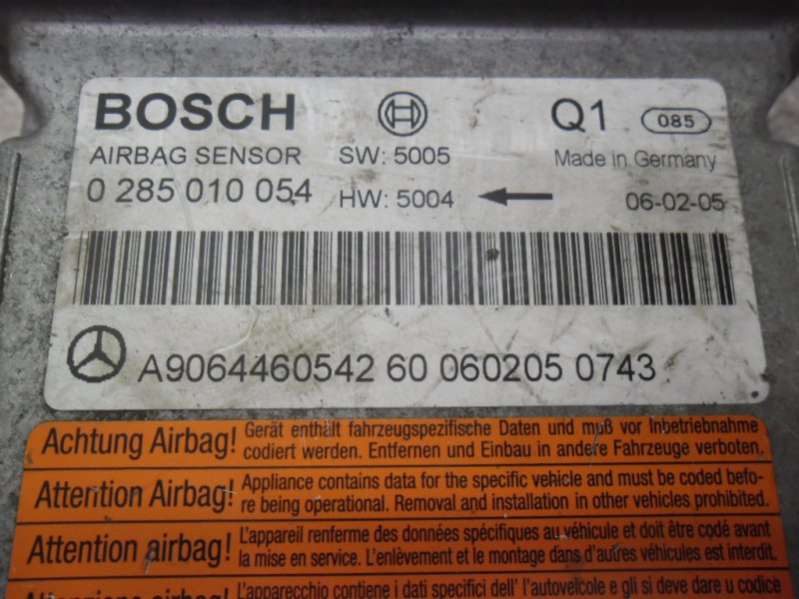 BOSCH Q1 085
AIRBAG SENSOR SW: 5005 Made in Germany
0 285 010 054 HW: 5004 06-02-05
A9064460542 60 060205 0743
Achtung Airbag! Gerät enthält fahrzeugspezifische Daten und muß vor Inbetriebnahme
codiert werden. Entfernen und Einbau in andere Fahrzeuge verboten.
Attention Airbag! Appliance contains data for the specific vehicle and must be coded befo-
re being operational. Removal and installation in other vehicles prohibited.
Attention airbag! L'appareil renferme des données spécifiques au véhicule et doit être codé avant
la mise en service. L'enlèvement et le montage dans d'autres véhicules est interdit.
Attenzione airbag! L'apparecchio contiene i dati specifici dell' l'autoveicolo e gli si deve dare u codice